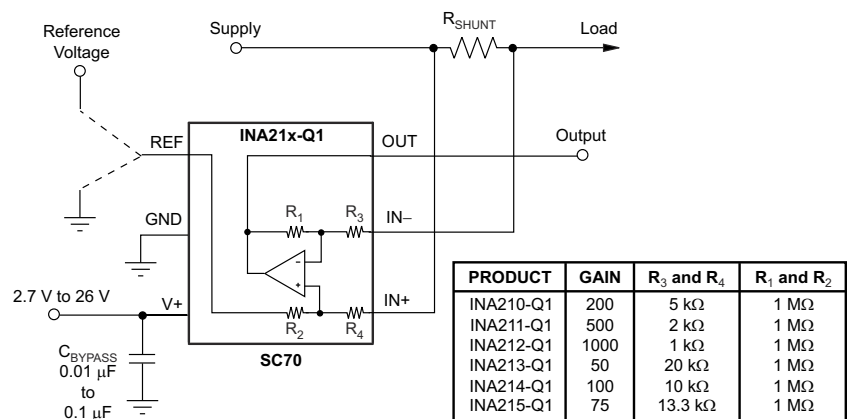 Reference
Voltage
Supply
R_SHUNT
Load
REF
INA21x-Q1
OUT
Output
GND
R1
R3
IN−
2.7 V to 26 V
V+
R2
R4
IN+
C_BYPASS
0.01 μF
to
0.1 μF
SC70
PRODUCT GAIN R3 and R4 R1 and R2
INA210-Q1 200 5 kΩ 1 MΩ
INA211-Q1 500 2 kΩ 1 MΩ
INA212-Q1 1000 1 kΩ 1 MΩ
INA213-Q1 50 20 kΩ 1 MΩ
INA214-Q1 100 10 kΩ 1 MΩ
INA215-Q1 75 13.3 kΩ 1 MΩ